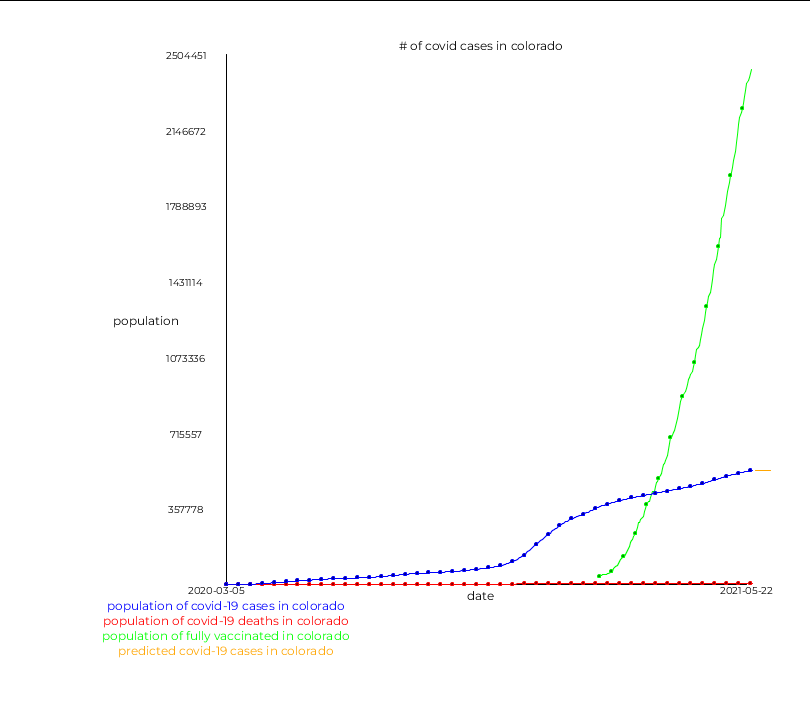 # of covid cases in colorado
2504451
2146672
1788893
1431114
population
1073336
715557
357778
2020-03-05
2021-05-22
date
population of covid-19 cases in colorado
population of covid-19 deaths in colorado
population of fully vaccinated in colorado
predicted covid-19 cases in colorado